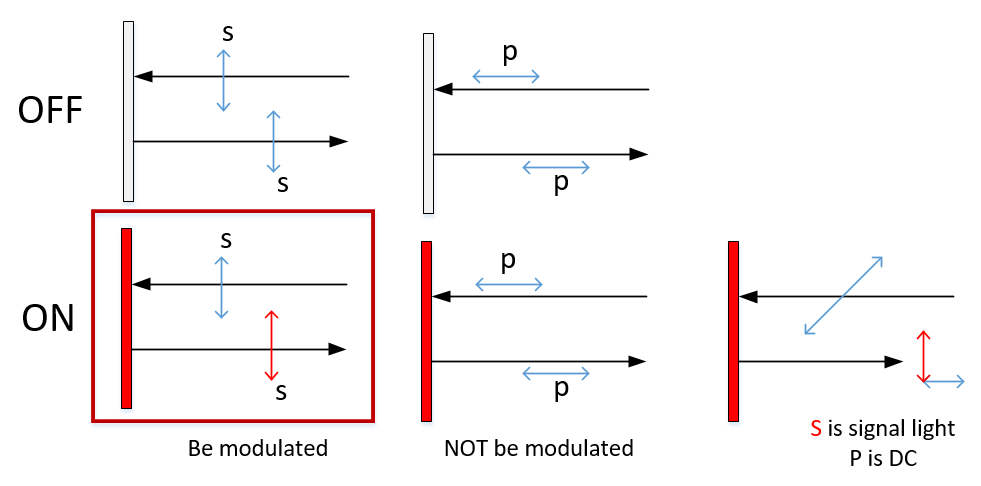 s
p
OFF
s
p
s
p
ON
s
p
Be modulated
NOT be modulated
S is signal light
P is DC